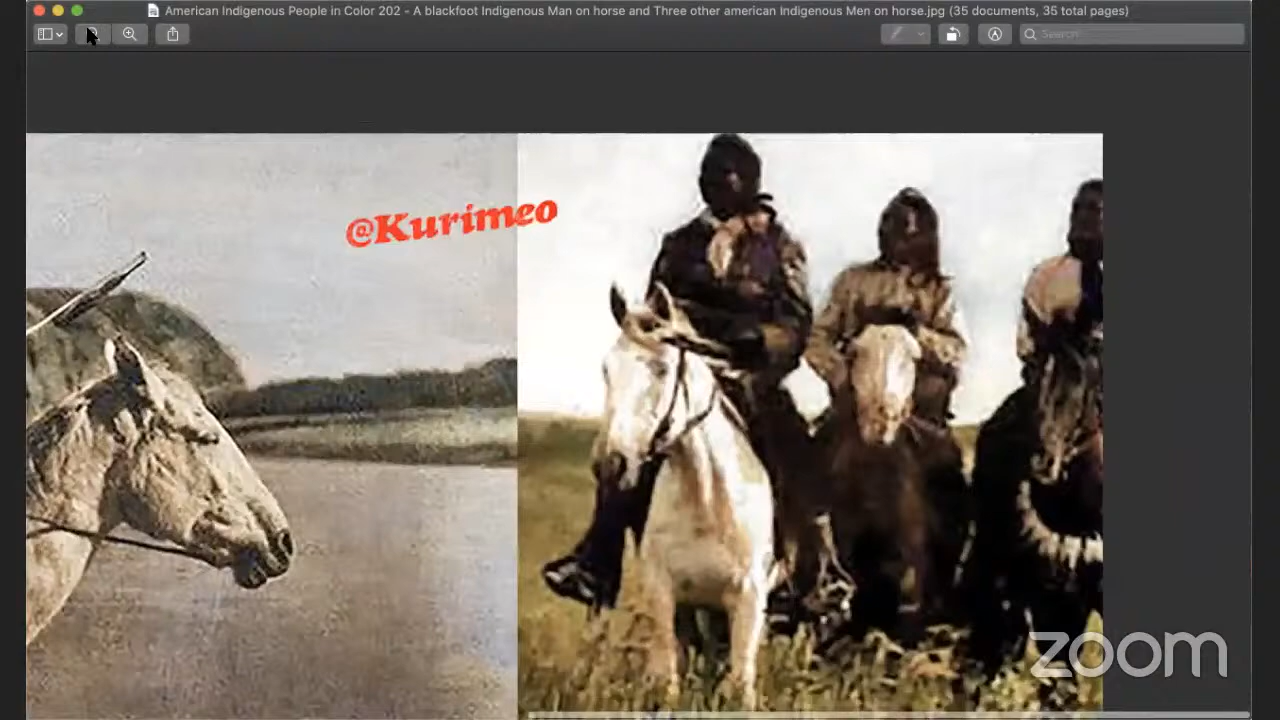 American Indigenous People in Color 202 - A blackfoot Indigenous Man on horse and Three other american Indigenous Men on horse.jpg (35 documents, 35 total pages)
Search
@Kurimeo
zoom